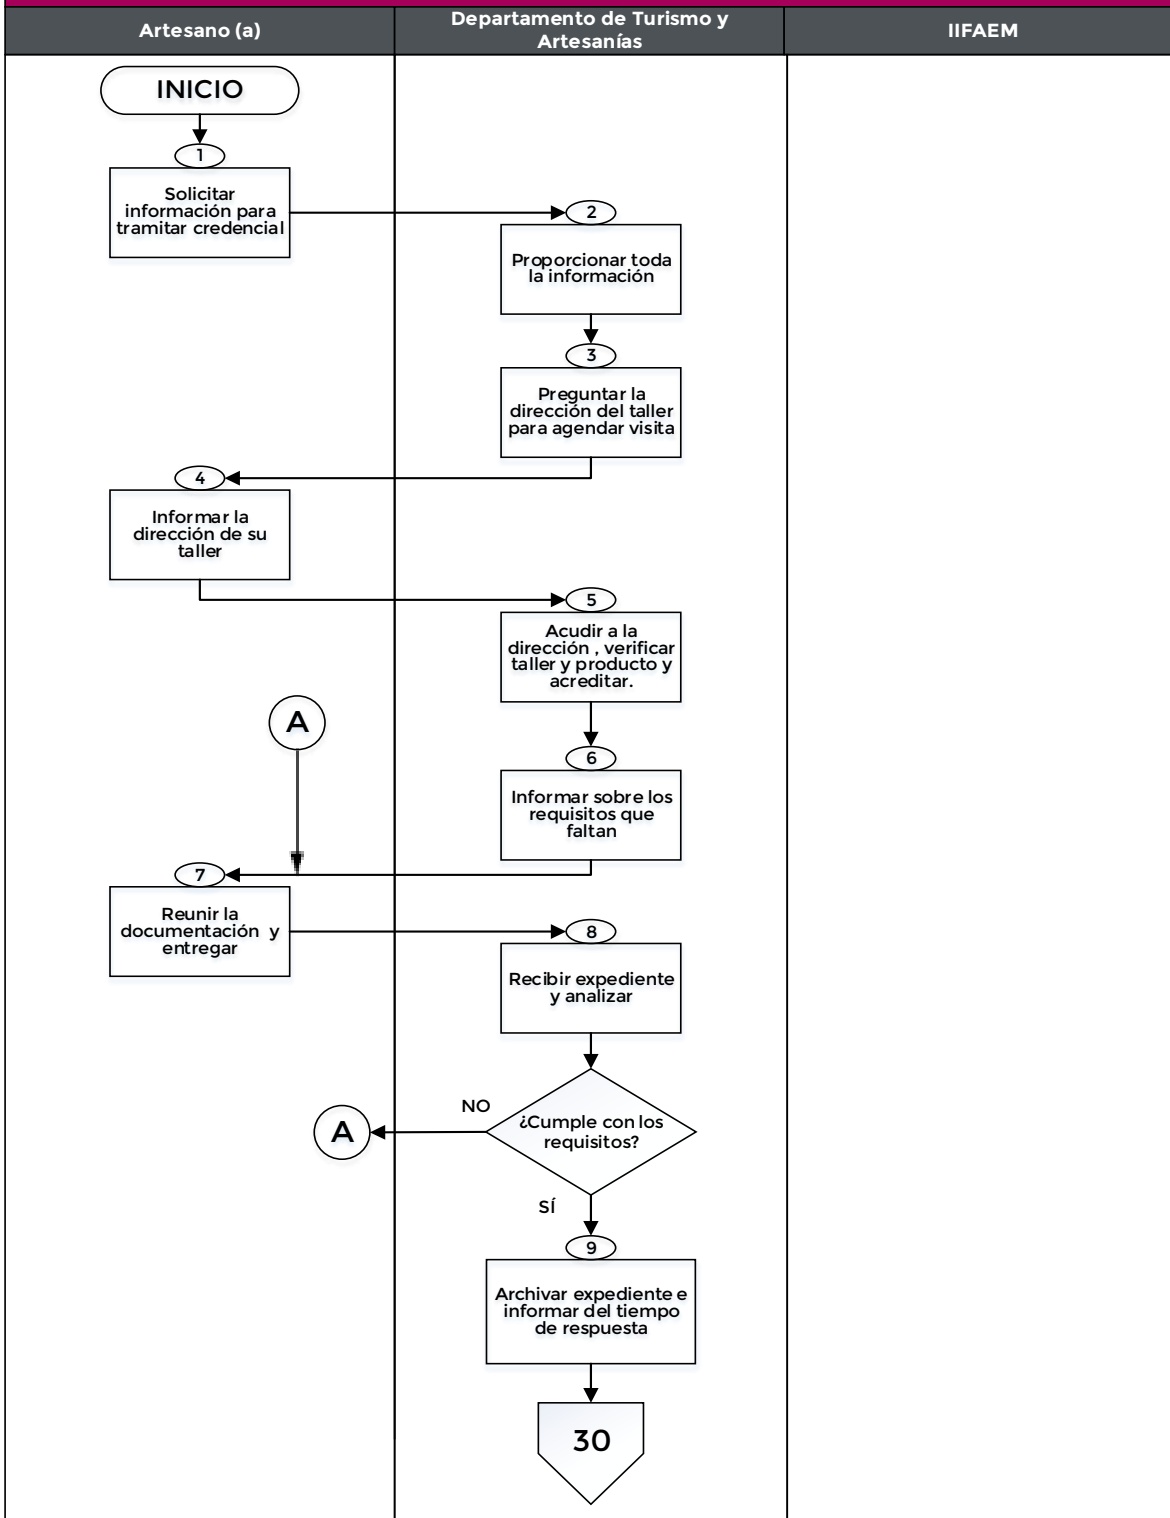 Artesano (a)
Departamento de Turismo y
Artesanías
IIFAEM
INICIO
1
Solicitar
información para
tramitar credencial
2
Proporcionar toda
la información
3
Preguntar la
dirección del taller
para agendar visita
4
Informar la
dirección de su
taller
5
Acudir a la
dirección , verificar
taller y producto y
acreditar.
A
6
Informar sobre los
requisitos que
faltan
7
Reunir la
documentación y
entregar
8
Recibir expediente
y analizar
NO
¿Cumple con los
requisitos?
A
SÍ
9
Archivar expediente e
informar del tiempo
de respuesta
30